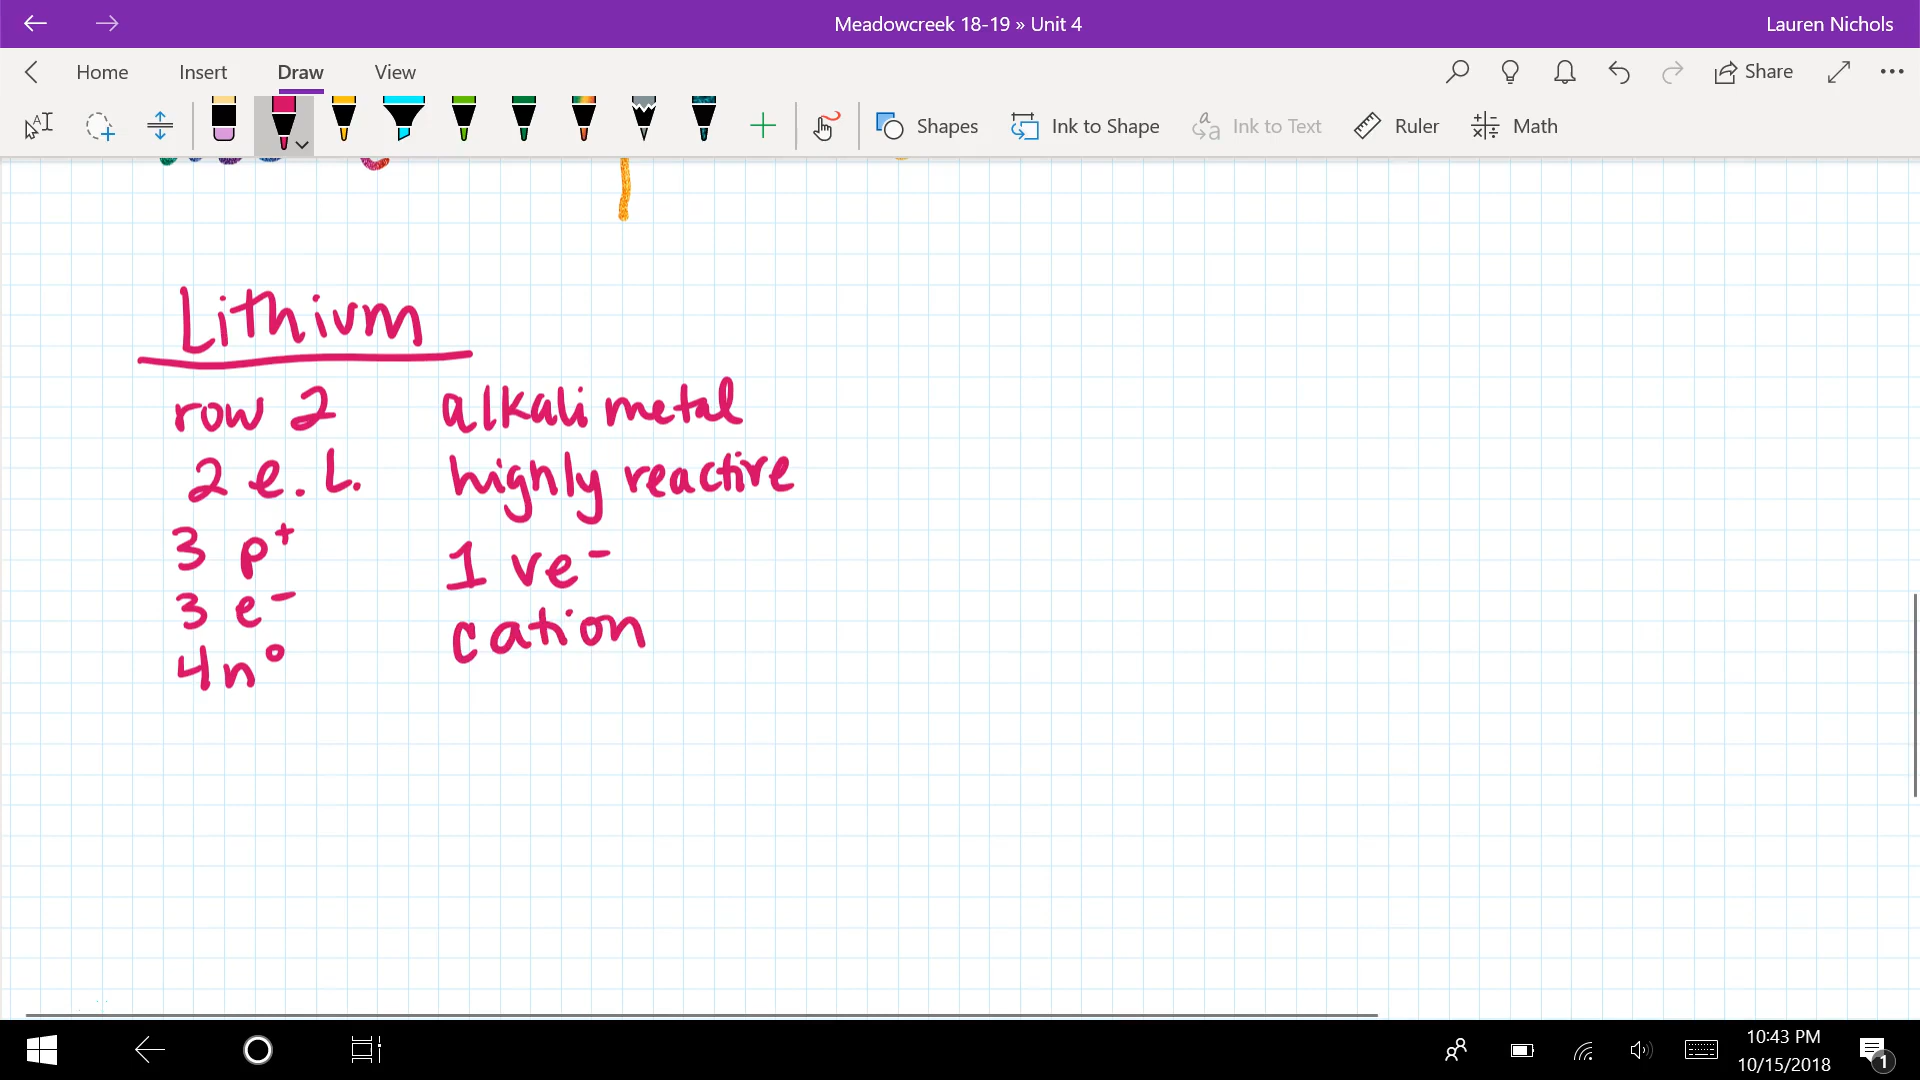 Meadowcreek 18-19 » Unit 4
Lauren Nichols
Home Insert Draw View
Share
Shapes Ink to Shape Ink to Text Ruler Math
Lithium
row 2
2 e. L.
3 p⁺
3 e⁻
4n⁰
alkali metal
highly reactive
1 ve⁻
cation
10:43 PM
10/15/2018
1